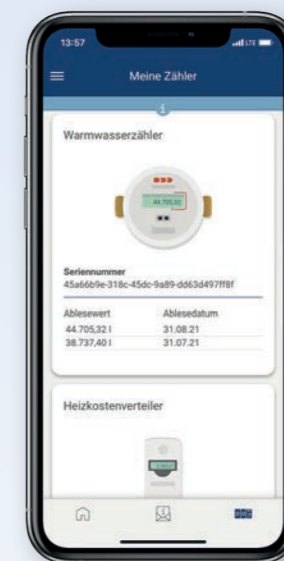 13:57
LTE
Meine Zähler
i
Warmwasserzähler
44.705,32
Seriennummer
45a66b9e-318c-45dc-9a89-dd63d497ff8f
Ablesewert Ablesedatum
44.705,32 l 31.08.21
38.737,40 l 31.07.21
Heizkostenverteiler